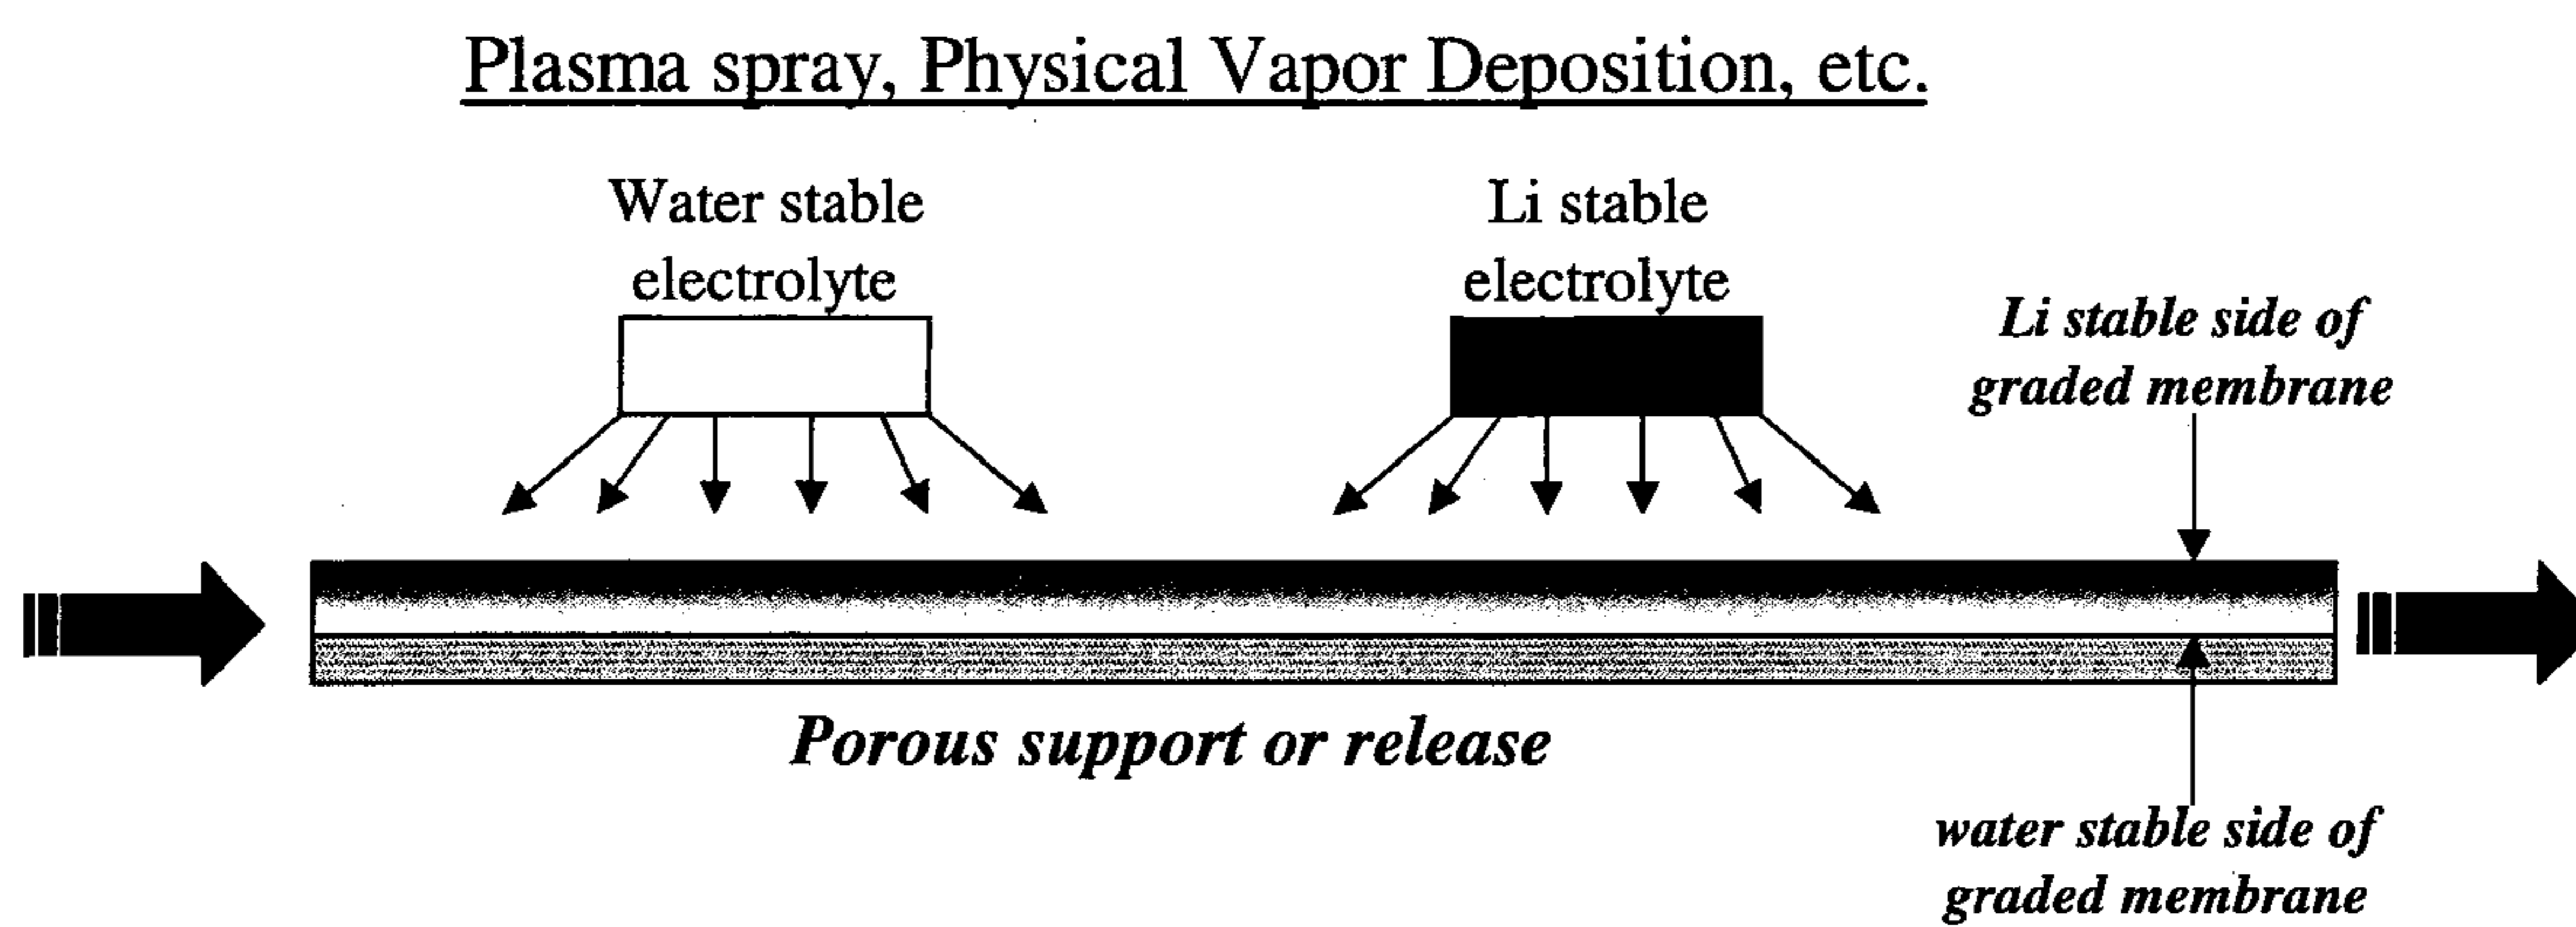 Plasma spray, Physical Vapor Deposition, etc.
Water stable
electrolyte
Li stable
electrolyte
Li stable side of
graded membrane
Porous support or release
water stable side of
graded membrane